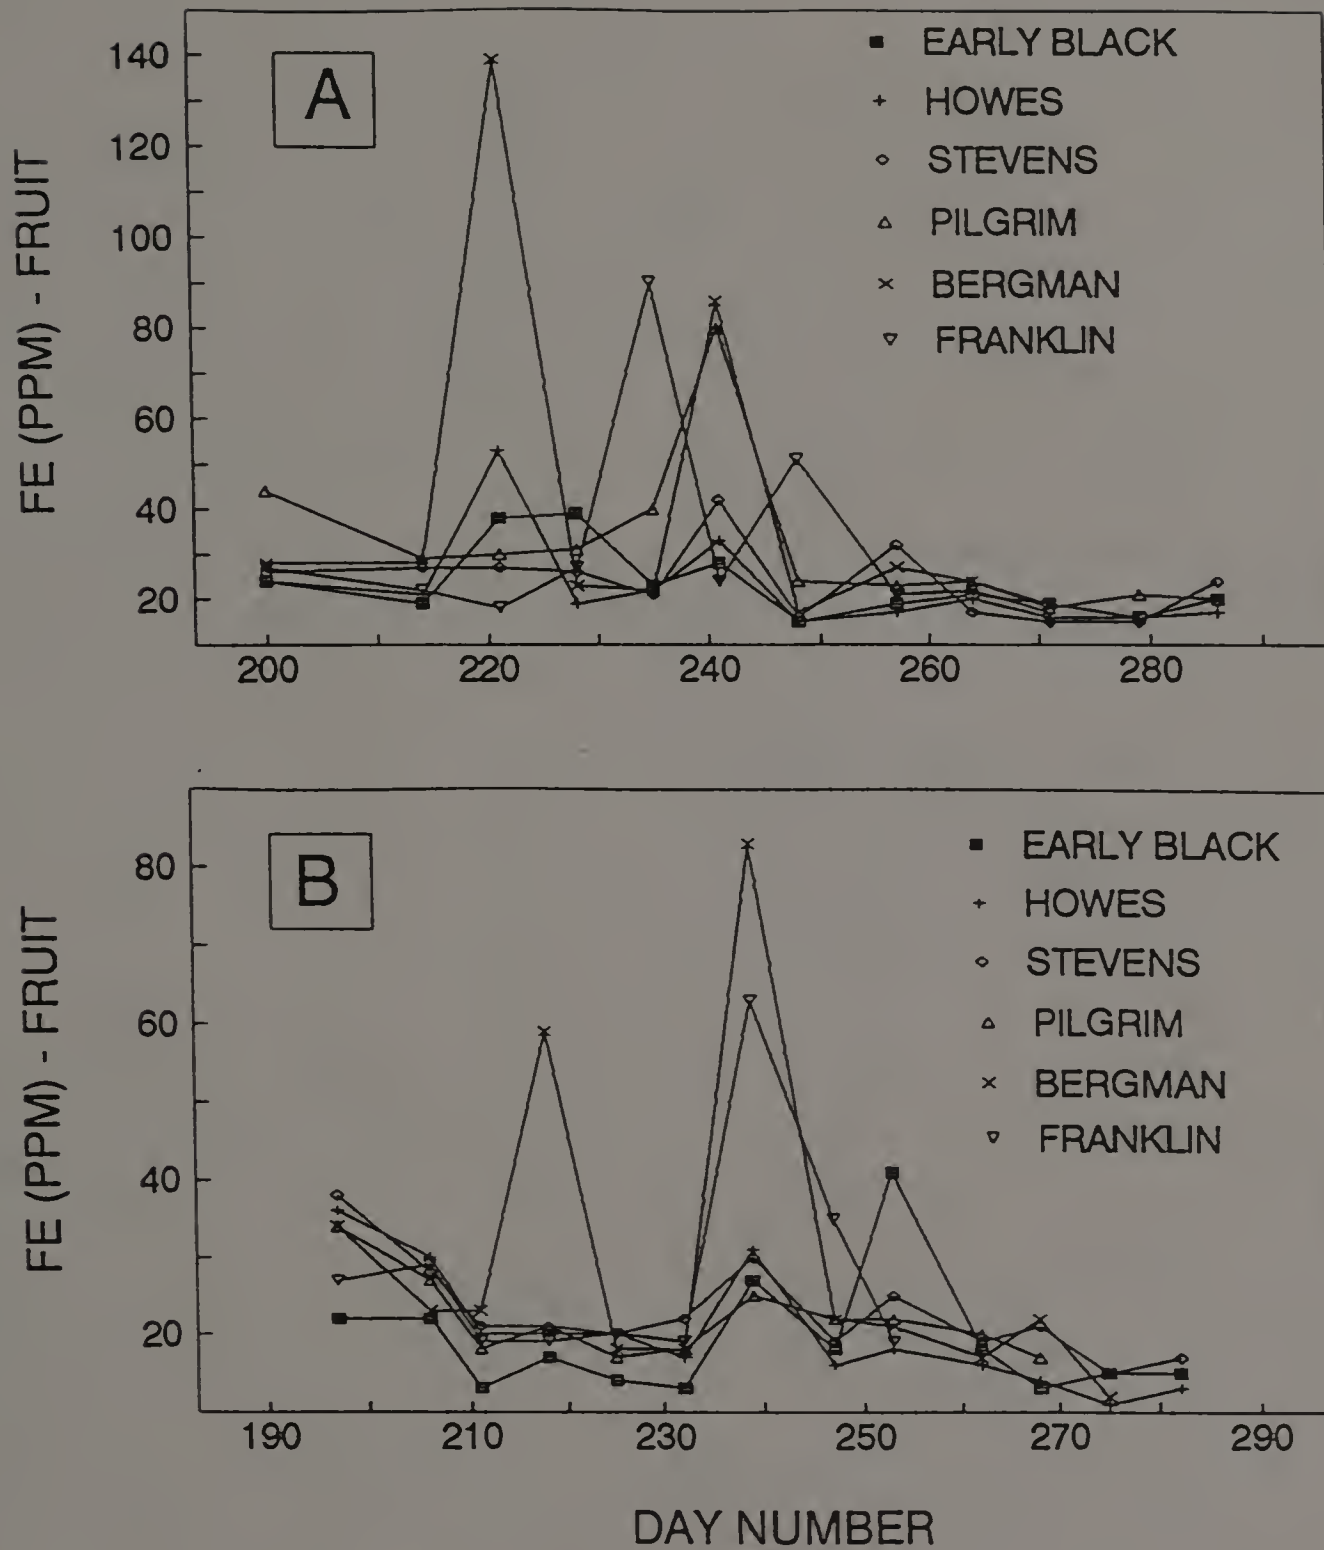 A
FE (PPM) - FRUIT
140
120
100
80
60
40
20
EARLY BLACK
HOWES
STEVENS
PILGRIM
BERGMAN
FRANKLIN
200 220 240 260 280
B
FE (PPM) - FRUIT
80
60
40
20
EARLY BLACK
HOWES
STEVENS
PILGRIM
BERGMAN
FRANKLIN
190 210 230 250 270 290
DAY NUMBER